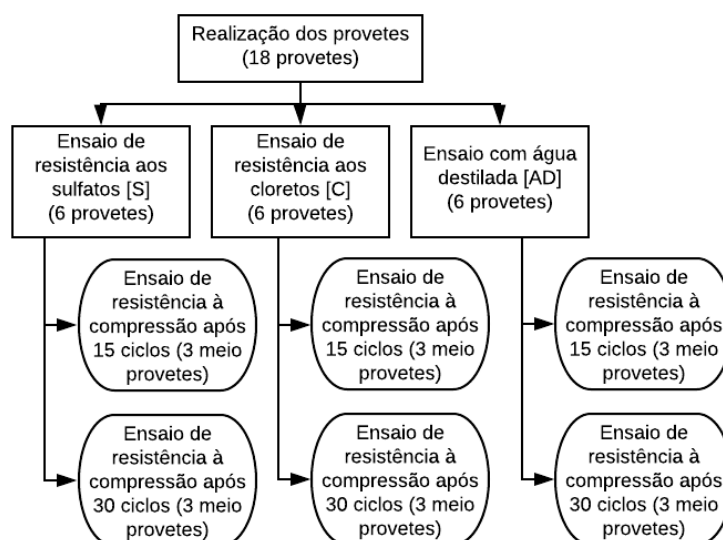 Realização dos provetes
(18 provetes)
Ensaio de
resistência aos
sulfatos [S]
(6 provetes)
Ensaio de
resistência aos
cloretos [C]
(6 provetes)
Ensaio com água
destilada [AD]
(6 provetes)
Ensaio de
resistência à
compressão após
15 ciclos (3 meio
provetes)
Ensaio de
resistência à
compressão após
15 ciclos (3 meio
provetes)
Ensaio de
resistência à
compressão após
15 ciclos (3 meio
provetes)
Ensaio de
resistência à
compressão após
30 ciclos (3 meio
provetes)
Ensaio de
resistência à
compressão após
30 ciclos (3 meio
provetes)
Ensaio de
resistência à
compressão após
30 ciclos (3 meio
provetes)